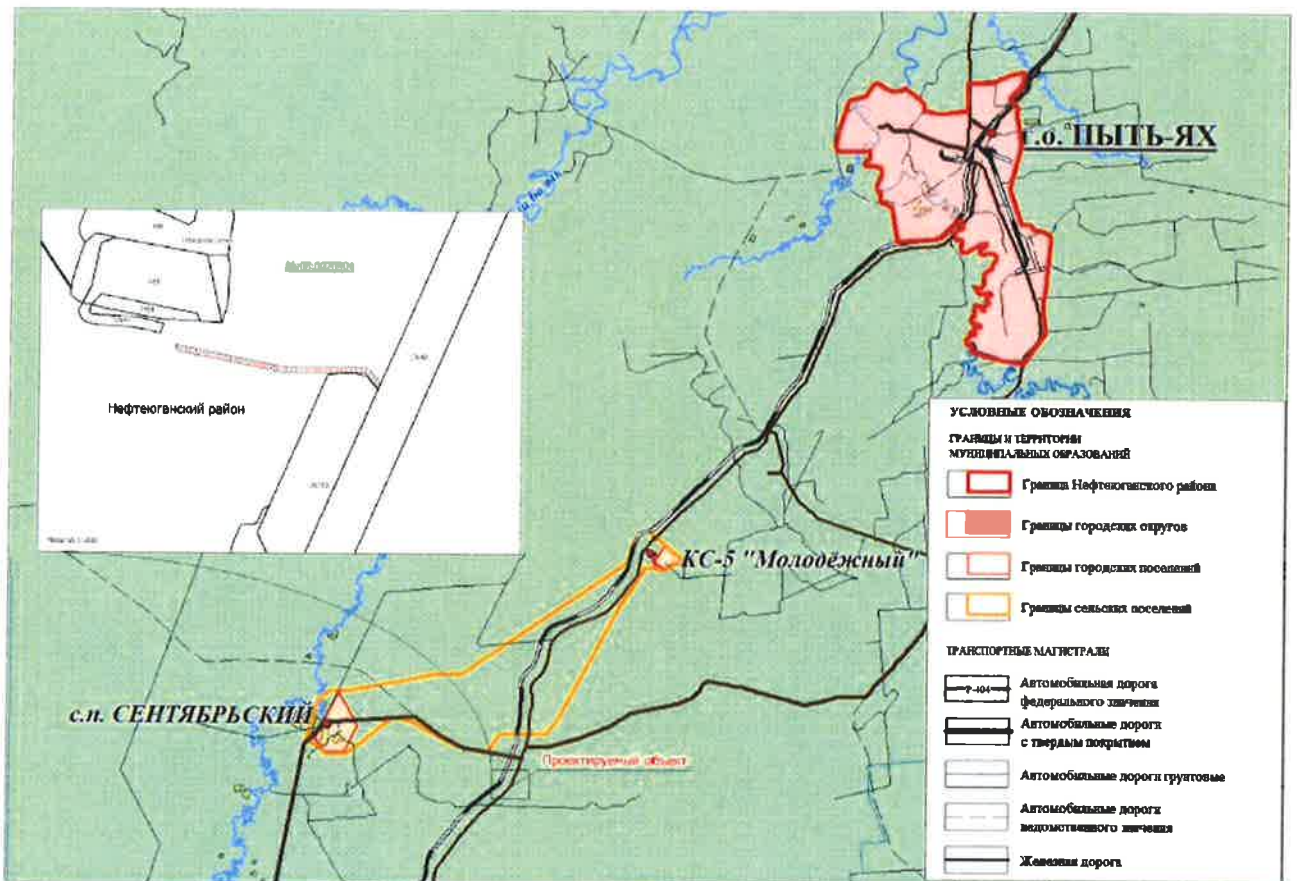 г.о. ПЫТЬ-ЯХ
Нефтеюганский район
КС-5 "Молодёжный"
с.п. СЕНТЯБРЬСКИЙ
Проектируемый объект
УСЛОВНЫЕ ОБОЗНАЧЕНИЯ
ГРАНИЦЫ И ТЕРРИТОРИИ
МУНИЦИПАЛЬНЫХ ОБРАЗОВАНИЙ
Граница Нефтеюганского района
Границы городских округов
Границы городских поселений
Границы сельских поселений
ТРАНСПОРТНЫЕ МАГИСТРАЛИ
Р-404
Автомобильная дорога
федерального значения
Автомобильные дороги
с твердым покрытием
Автомобильные дороги грунтовые
Автомобильные дороги
ведомственного значения
Железная дорога